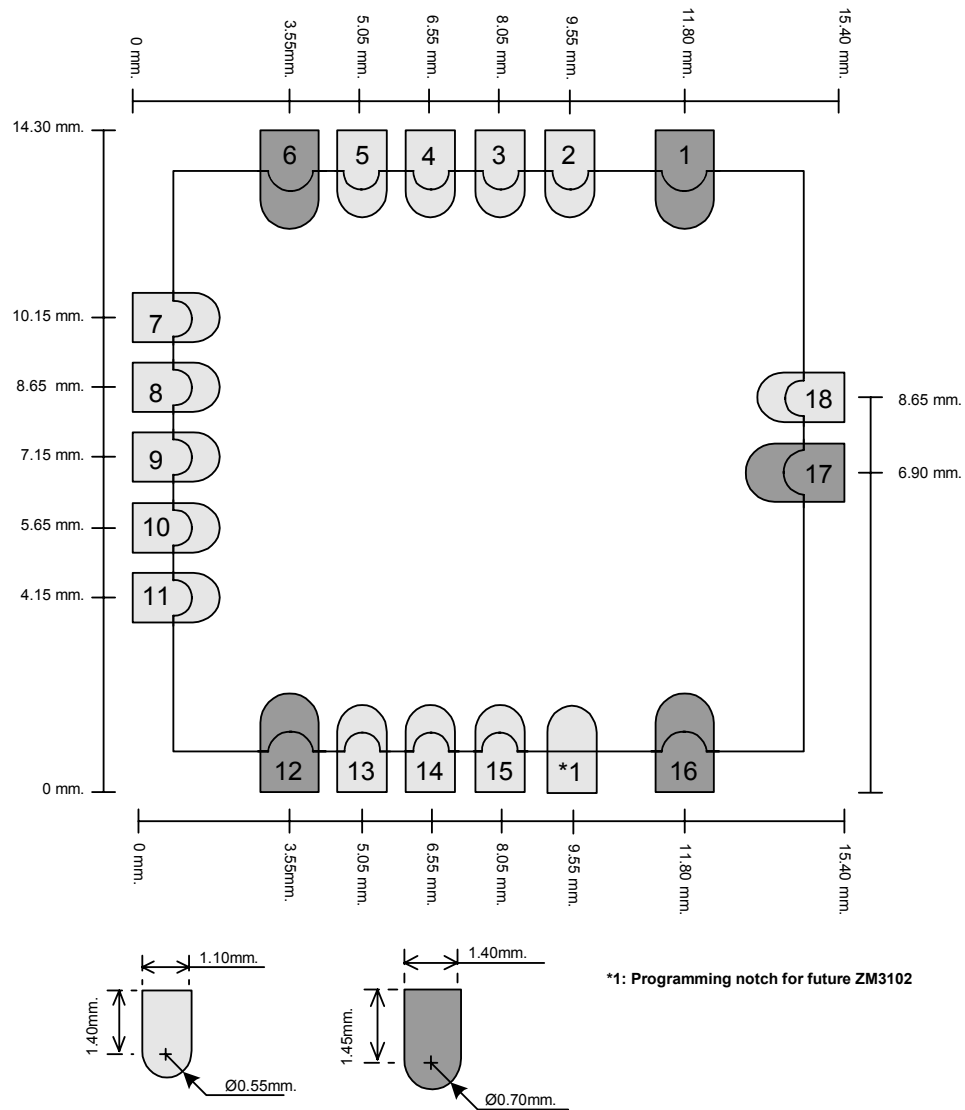 0 mm.
3.55mm.
5.05 mm.
6.55 mm.
8.05 mm.
9.55 mm.
11.80 mm.
15.40 mm.
14.30 mm.
6
5
4
3
2
1
10.15 mm.
7
8.65 mm.
8
18
8.65 mm.
7.15 mm.
9
17
6.90 mm.
5.65 mm.
10
4.15 mm.
11
0 mm.
12
13
14
15
*1
16
0 mm.
3.55mm.
5.05 mm.
6.55 mm.
8.05 mm.
9.55 mm.
11.80 mm.
15.40 mm.
1.10mm.
1.40mm.
Ø0.55mm.
1.40mm.
1.45mm.
Ø0.70mm.
*1: Programming notch for future ZM3102